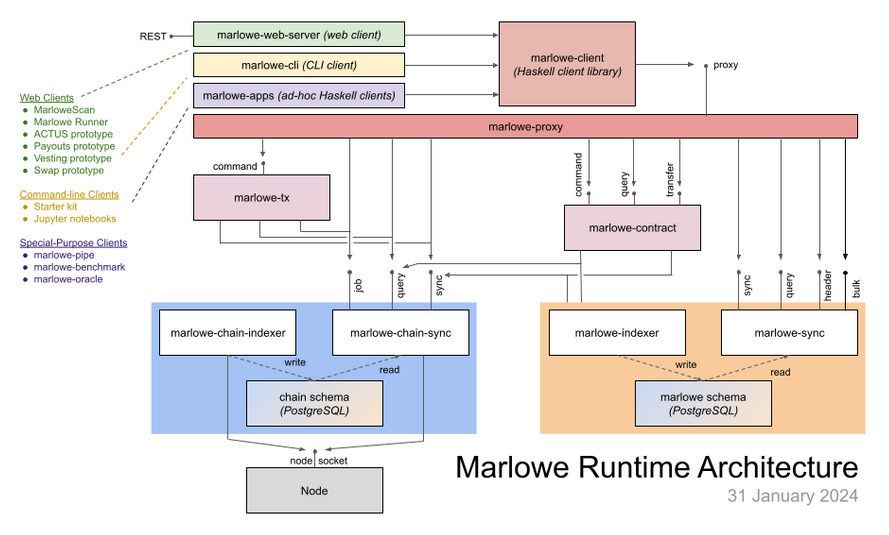 REST
marlowe-web-server (web client)
marlowe-cli (CLI client)
marlowe-apps (ad-hoc Haskell clients)
marlowe-client
(Haskell client library)
proxy
Web Clients
● MarloweScan
● Marlowe Runner
● ACTUS prototype
● Payouts prototype
● Vesting prototype
● Swap prototype
Command-line Clients
● Starter kit
● Jupyter notebooks
Special-Purpose Clients
● marlowe-pipe
● marlowe-benchmark
● marlowe-oracle
marlowe-proxy
command
marlowe-tx
command
query
transfer
marlowe-contract
job
query
sync
sync
query
header
bulk
marlowe-chain-indexer
marlowe-chain-sync
write
read
chain schema
(PostgreSQL)
marlowe-indexer
marlowe-sync
write
read
marlowe schema
(PostgreSQL)
node socket
Node
Marlowe Runtime Architecture
31 January 2024